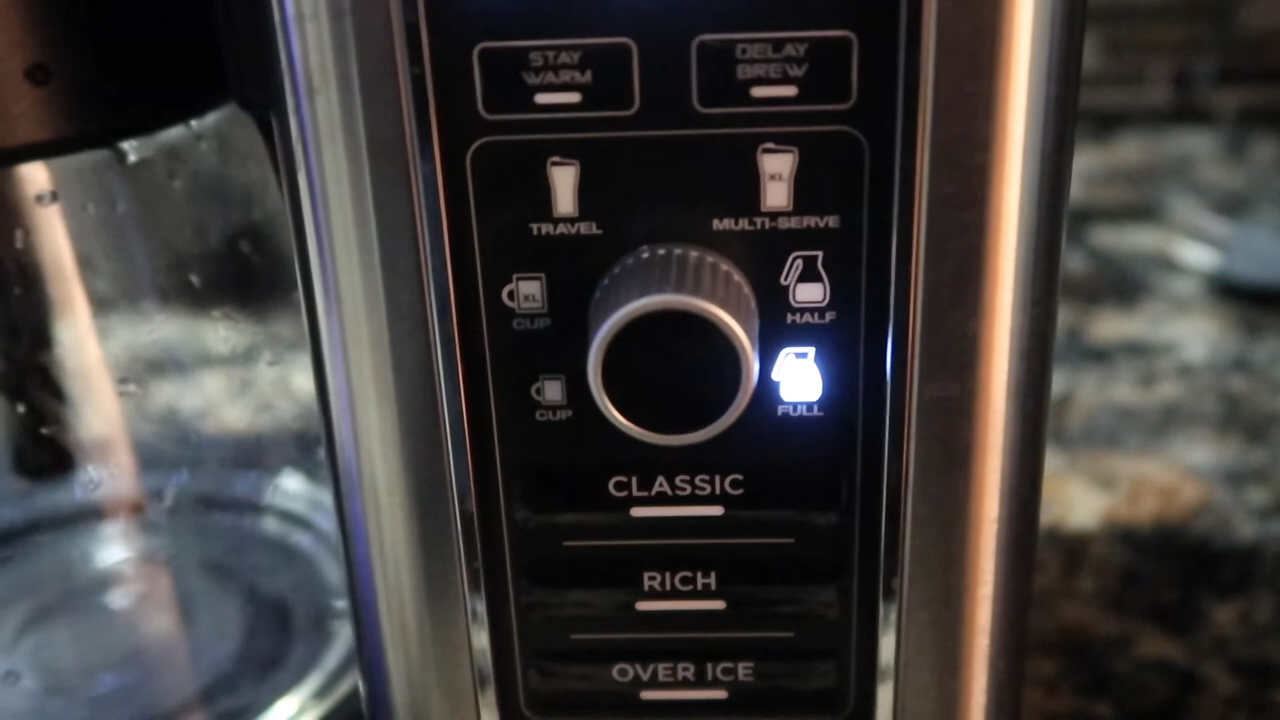 STAY
WARM
DELAY
BREW
TRAVEL
XL
MULTI-SERVE
XL
CUP
HALF
CUP
FULL
CLASSIC
RICH
OVER ICE